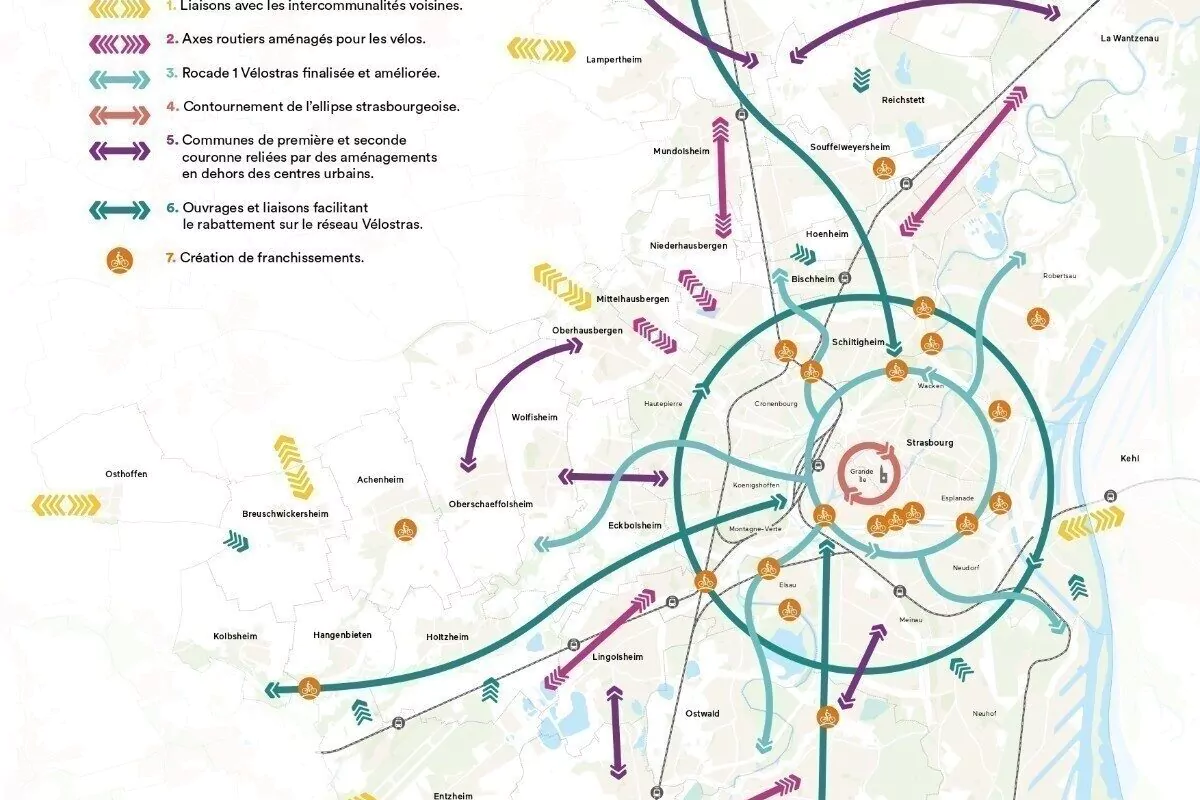 1. Liaisons avec les intercommunalités voisines.
2. Axes routiers aménagés pour les vélos.
3. Rocade 1 Vélostras finalisée et améliorée.
4. Contournement de l'ellipse strasbourgeoise.
5. Communes de première et seconde
couronne reliées par des aménagements
en dehors des centres urbains.
6. Ouvrages et liaisons facilitant
le rabattement sur le réseau Vélostras.
7. Création de franchissements.
La Wantzenau
Lampertheim
Reichstett
Mundolsheim
Souffelweyersheim
Hoenheim
Niederhausbergen
Bischheim
Robertsau
Mittelhausbergen
Oberhausbergen
Schiltigheim
Wacken
Hautepierre
Cronenbourg
Wolfisheim
Strasbourg
Kehl
Osthoffen
Achenheim
Grande
Île
Koenigshoffen
Esplanade
Oberschaeffolsheim
Breuschwickersheim
Eckbolsheim
Montagne-Verte
Neudorf
Elsau
Meinau
Kolbsheim
Hangenbieten
Holtzheim
Lingolsheim
Ostwald
Neuhof
Entzheim